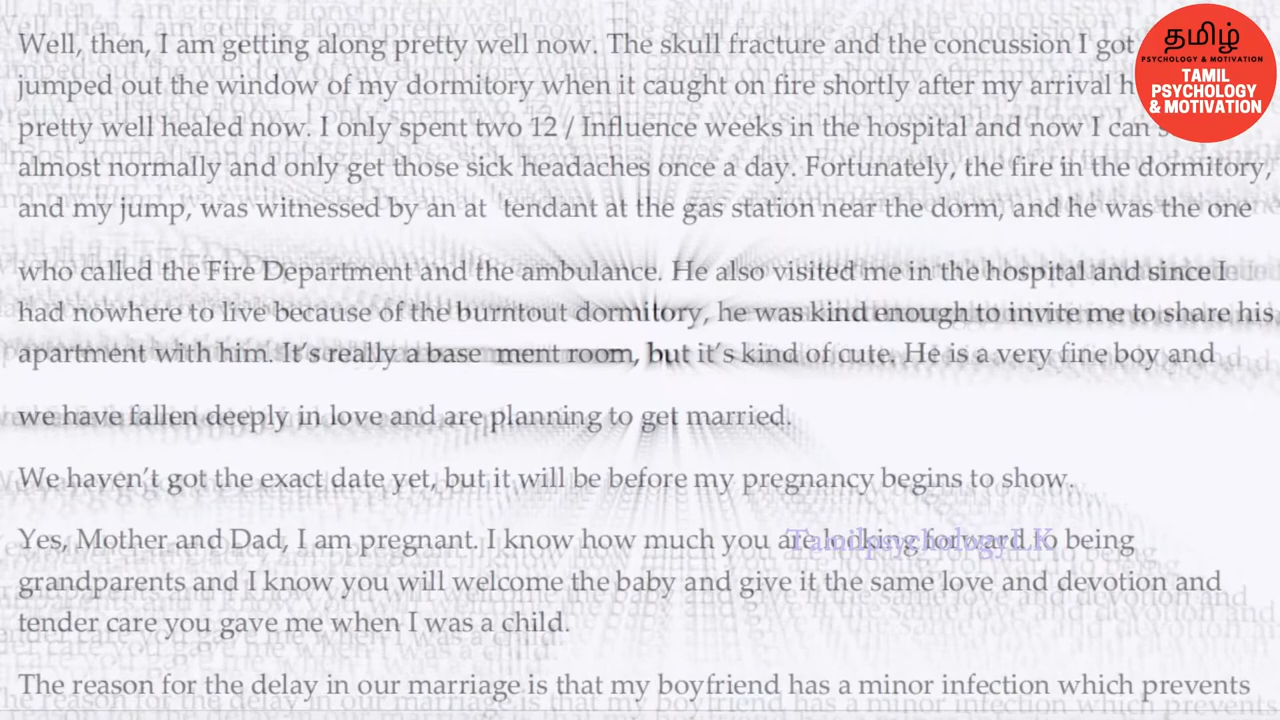 Well, then, I am getting along pretty well now. The skull fracture and the concussion I got
jumped out the window of my dormitory when it caught on fire shortly after my arrival
pretty well healed now. I only spent two 12 / Influence weeks in the hospital and now I can
almost normally and only get those sick headaches once a day. Fortunately, the fire in the dormitory,
and my jump, was witnessed by an at tendant at the gas station near the dorm, and he was the one
who called the Fire Department and the ambulance. He also visited me in the hospital and since I
had nowhere to live because of the burntout dormitory, he was kind enough to invite me to share his
apartment with him. It's really a base ment room, but it's kind of cute. He is a very fine boy and
we have fallen deeply in love and are planning to get married.
We haven't got the exact date yet, but it will be before my pregnancy begins to show.
Yes, Mother and Dad, I am pregnant. I know how much you are looking forward to being
grandparents and I know you will welcome the baby and give it the same love and devotion and
tender care you gave me when I was a child.
The reason for the delay in our marriage is that my boyfriend has a minor infection which prevents
தமிழ்
PSYCHOLOGY & MOTIVATION
TAMIL
PSYCHOLOGY
& MOTIVATION
TamilpsychologyLK